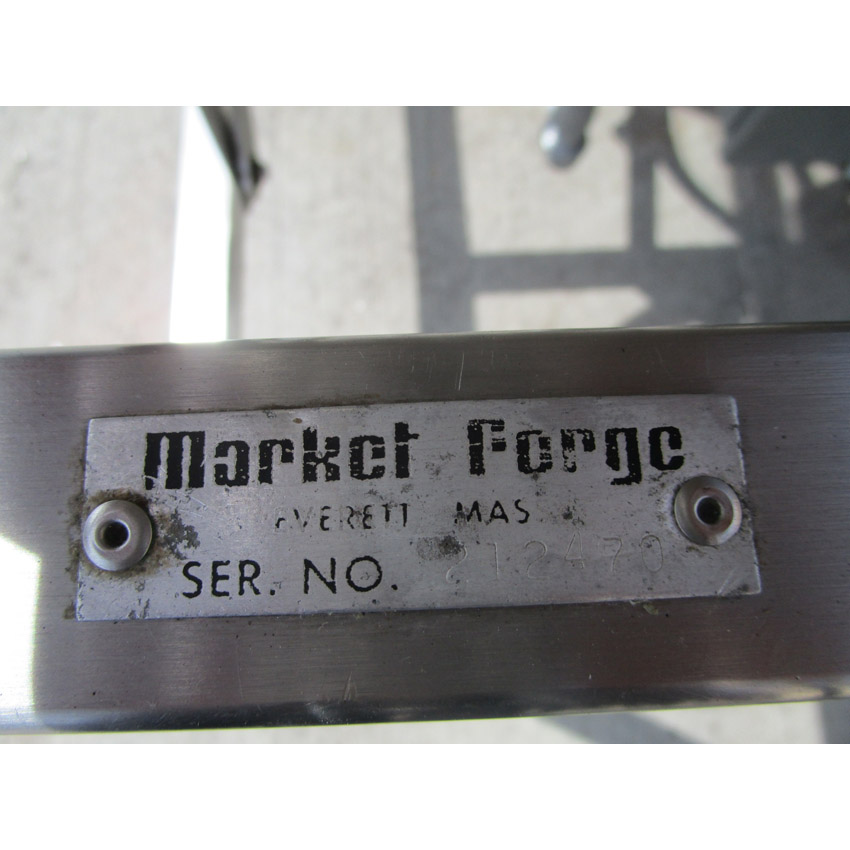 Market Forge
EVERETT MAS
SER. NO. 212470